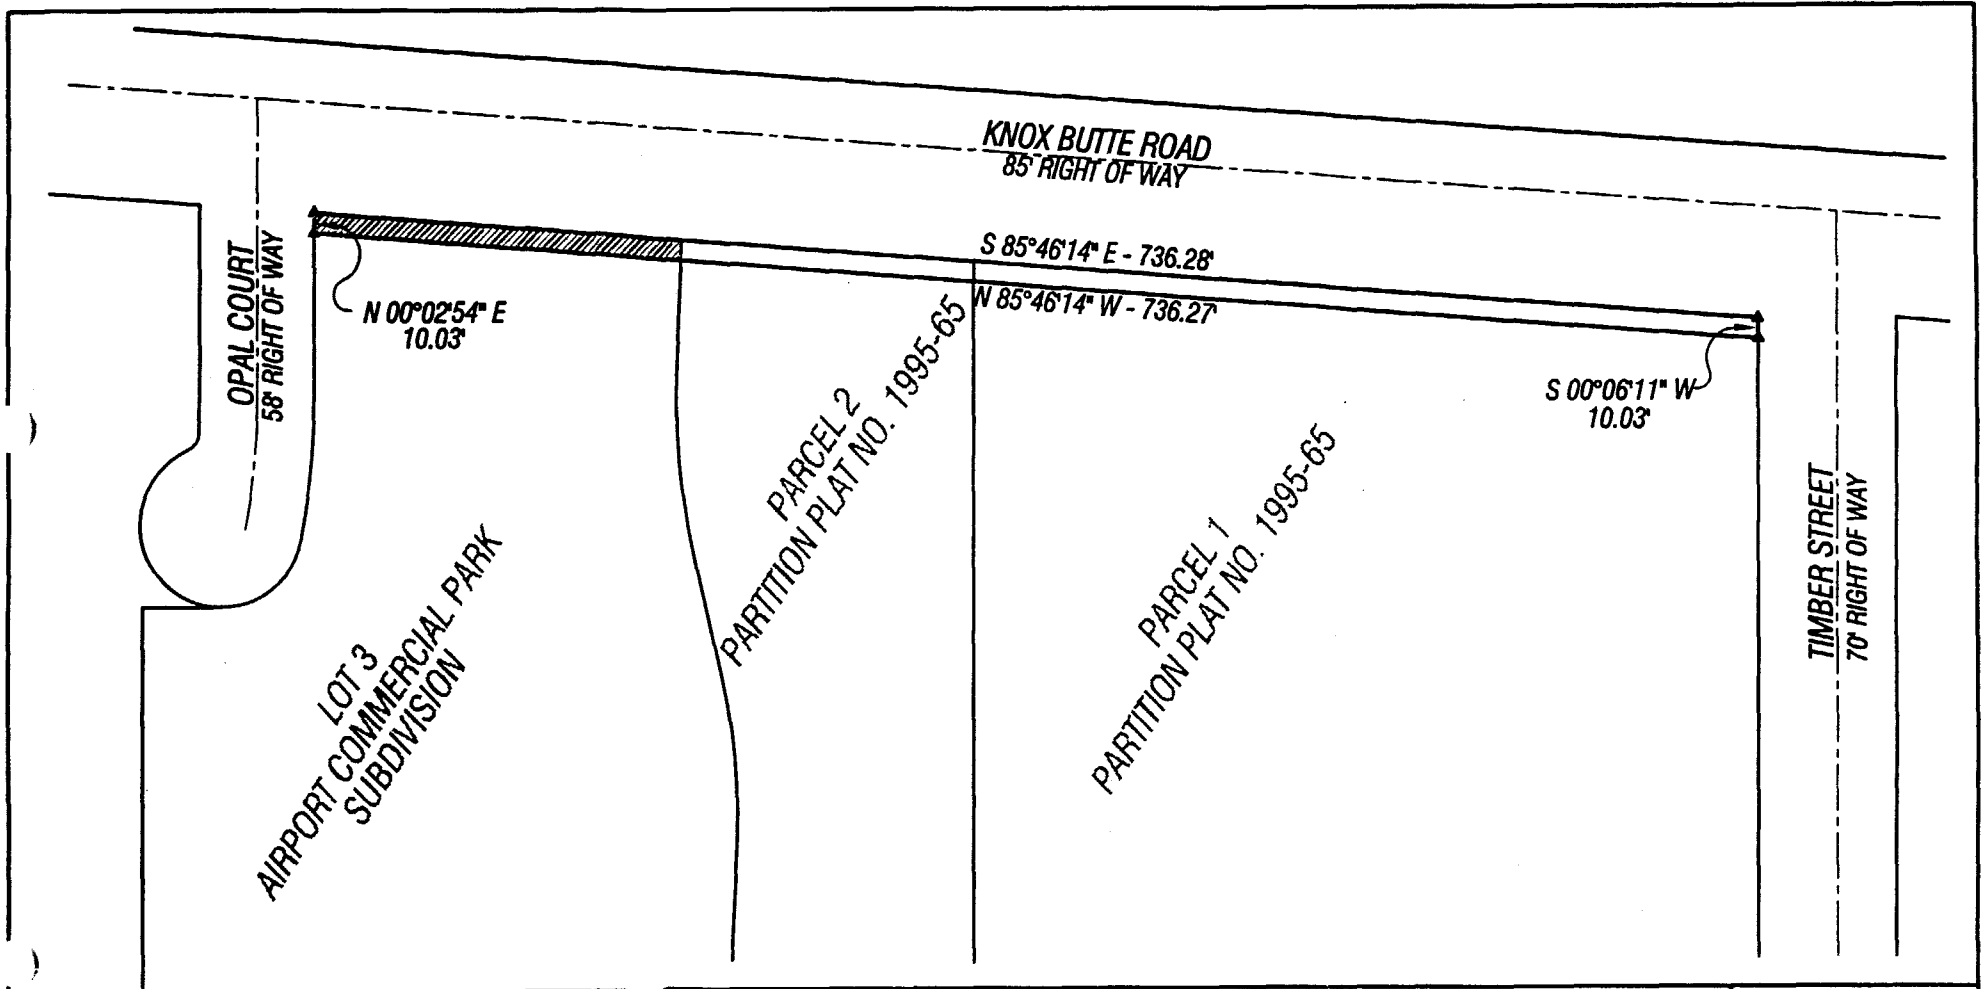 KNOX BUTTE ROAD
85' RIGHT OF WAY
S 85°46'14" E - 736.28'
N 85°46'14" W - 736.27'
OPAL COURT
58' RIGHT OF WAY
N 00°02'54" E
10.03'
S 00°06'11" W
10.03'
TIMBER STREET
70' RIGHT OF WAY
PARCEL 2
PARTITION PLAT NO. 1995-65
PARCEL 1
PARTITION PLAT NO. 1995-65
LOT 3
AIRPORT COMMERCIAL PARK
SUBDIVISION